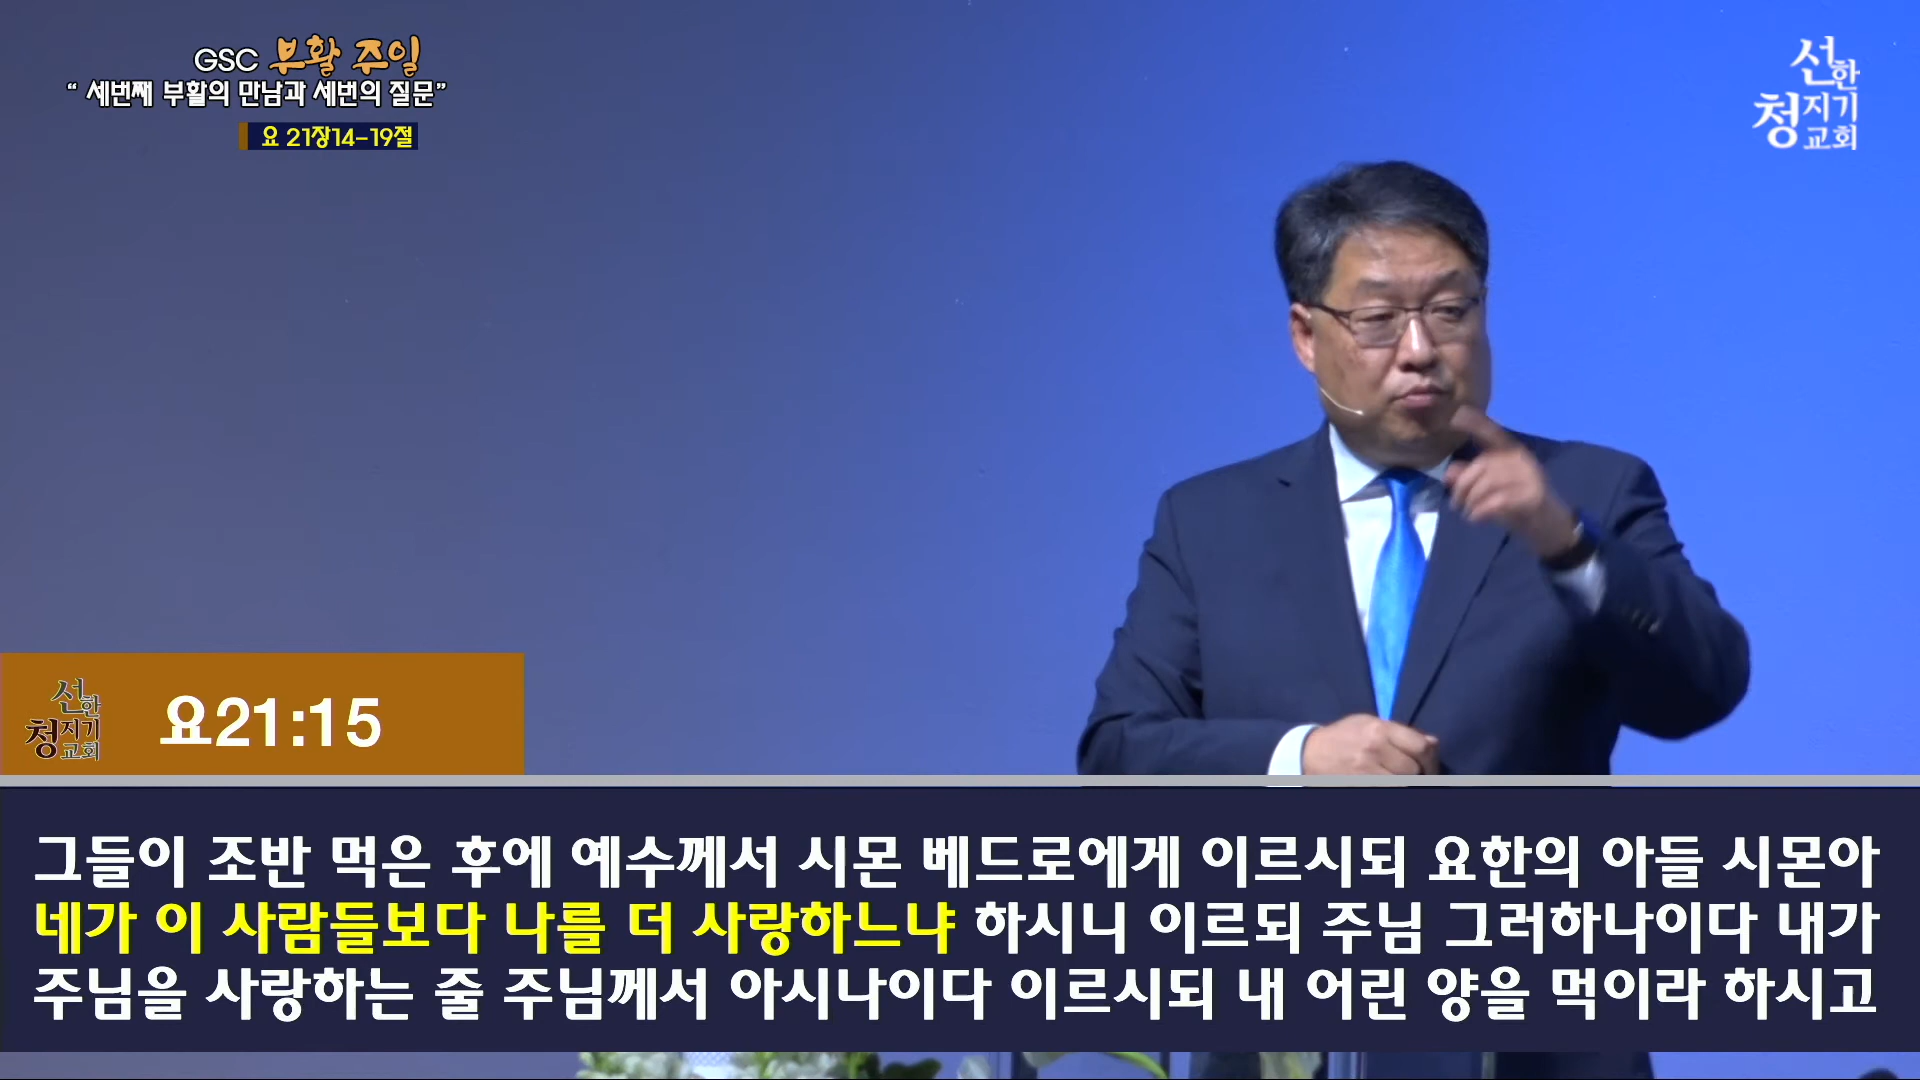 GSC 부활 주일
“ 세번째 부활의 만남과 세번의 질문”
요 21장14-19절
선한
청지기
교회
선한
청지기
교회
요21:15
그들이 조반 먹은 후에 예수께서 시몬 베드로에게 이르시되 요한의 아들 시몬아
네가 이 사람들보다 나를 더 사랑하느냐 하시니 이르되 주님 그러하나이다 내가
주님을 사랑하는 줄 주님께서 아시나이다 이르시되 내 어린 양을 먹이라 하시고